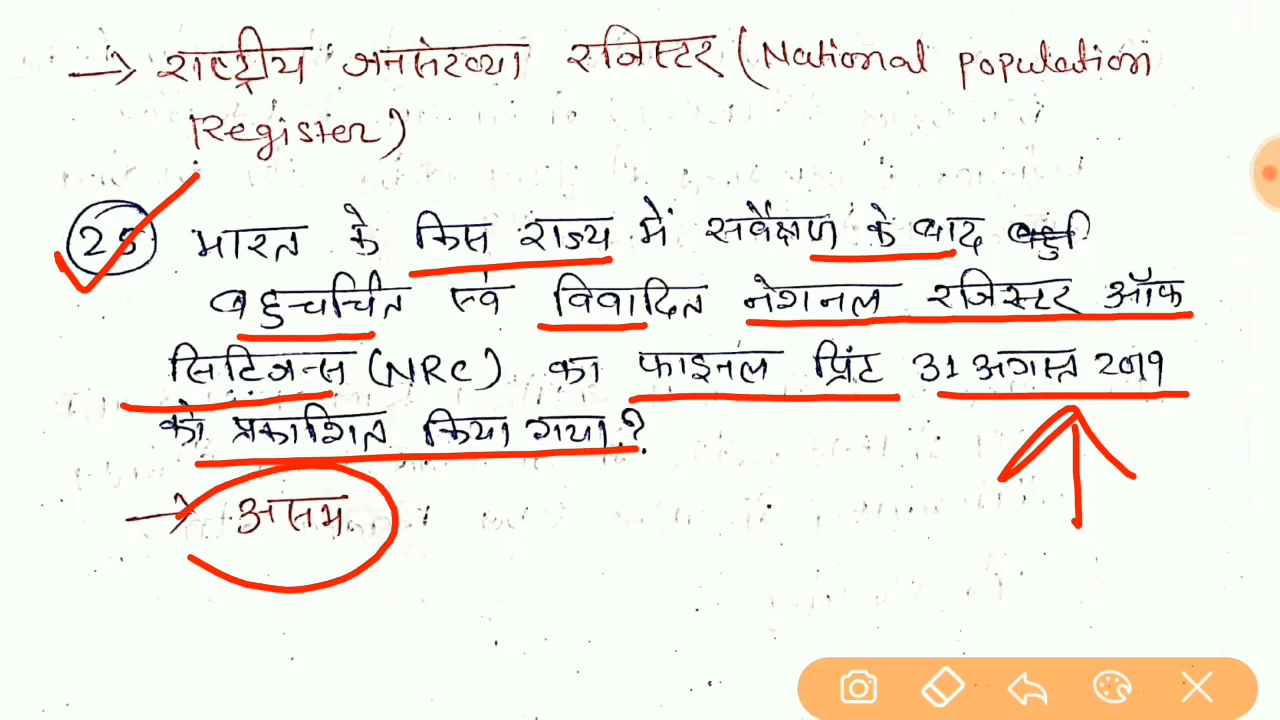 → राष्ट्रीय जनसंख्या रजिस्टर (National population
Register)
25 भारत के किस राज्य में सर्वेक्षण के बाद
बहुचर्चित एवं विवादित नेशनल रजिस्टर ऑफ
सिटिजन्स (NRC) का फाइनल प्रिंट 31 अगस्त 2019
को प्रकाशित किया गया?
→ असम